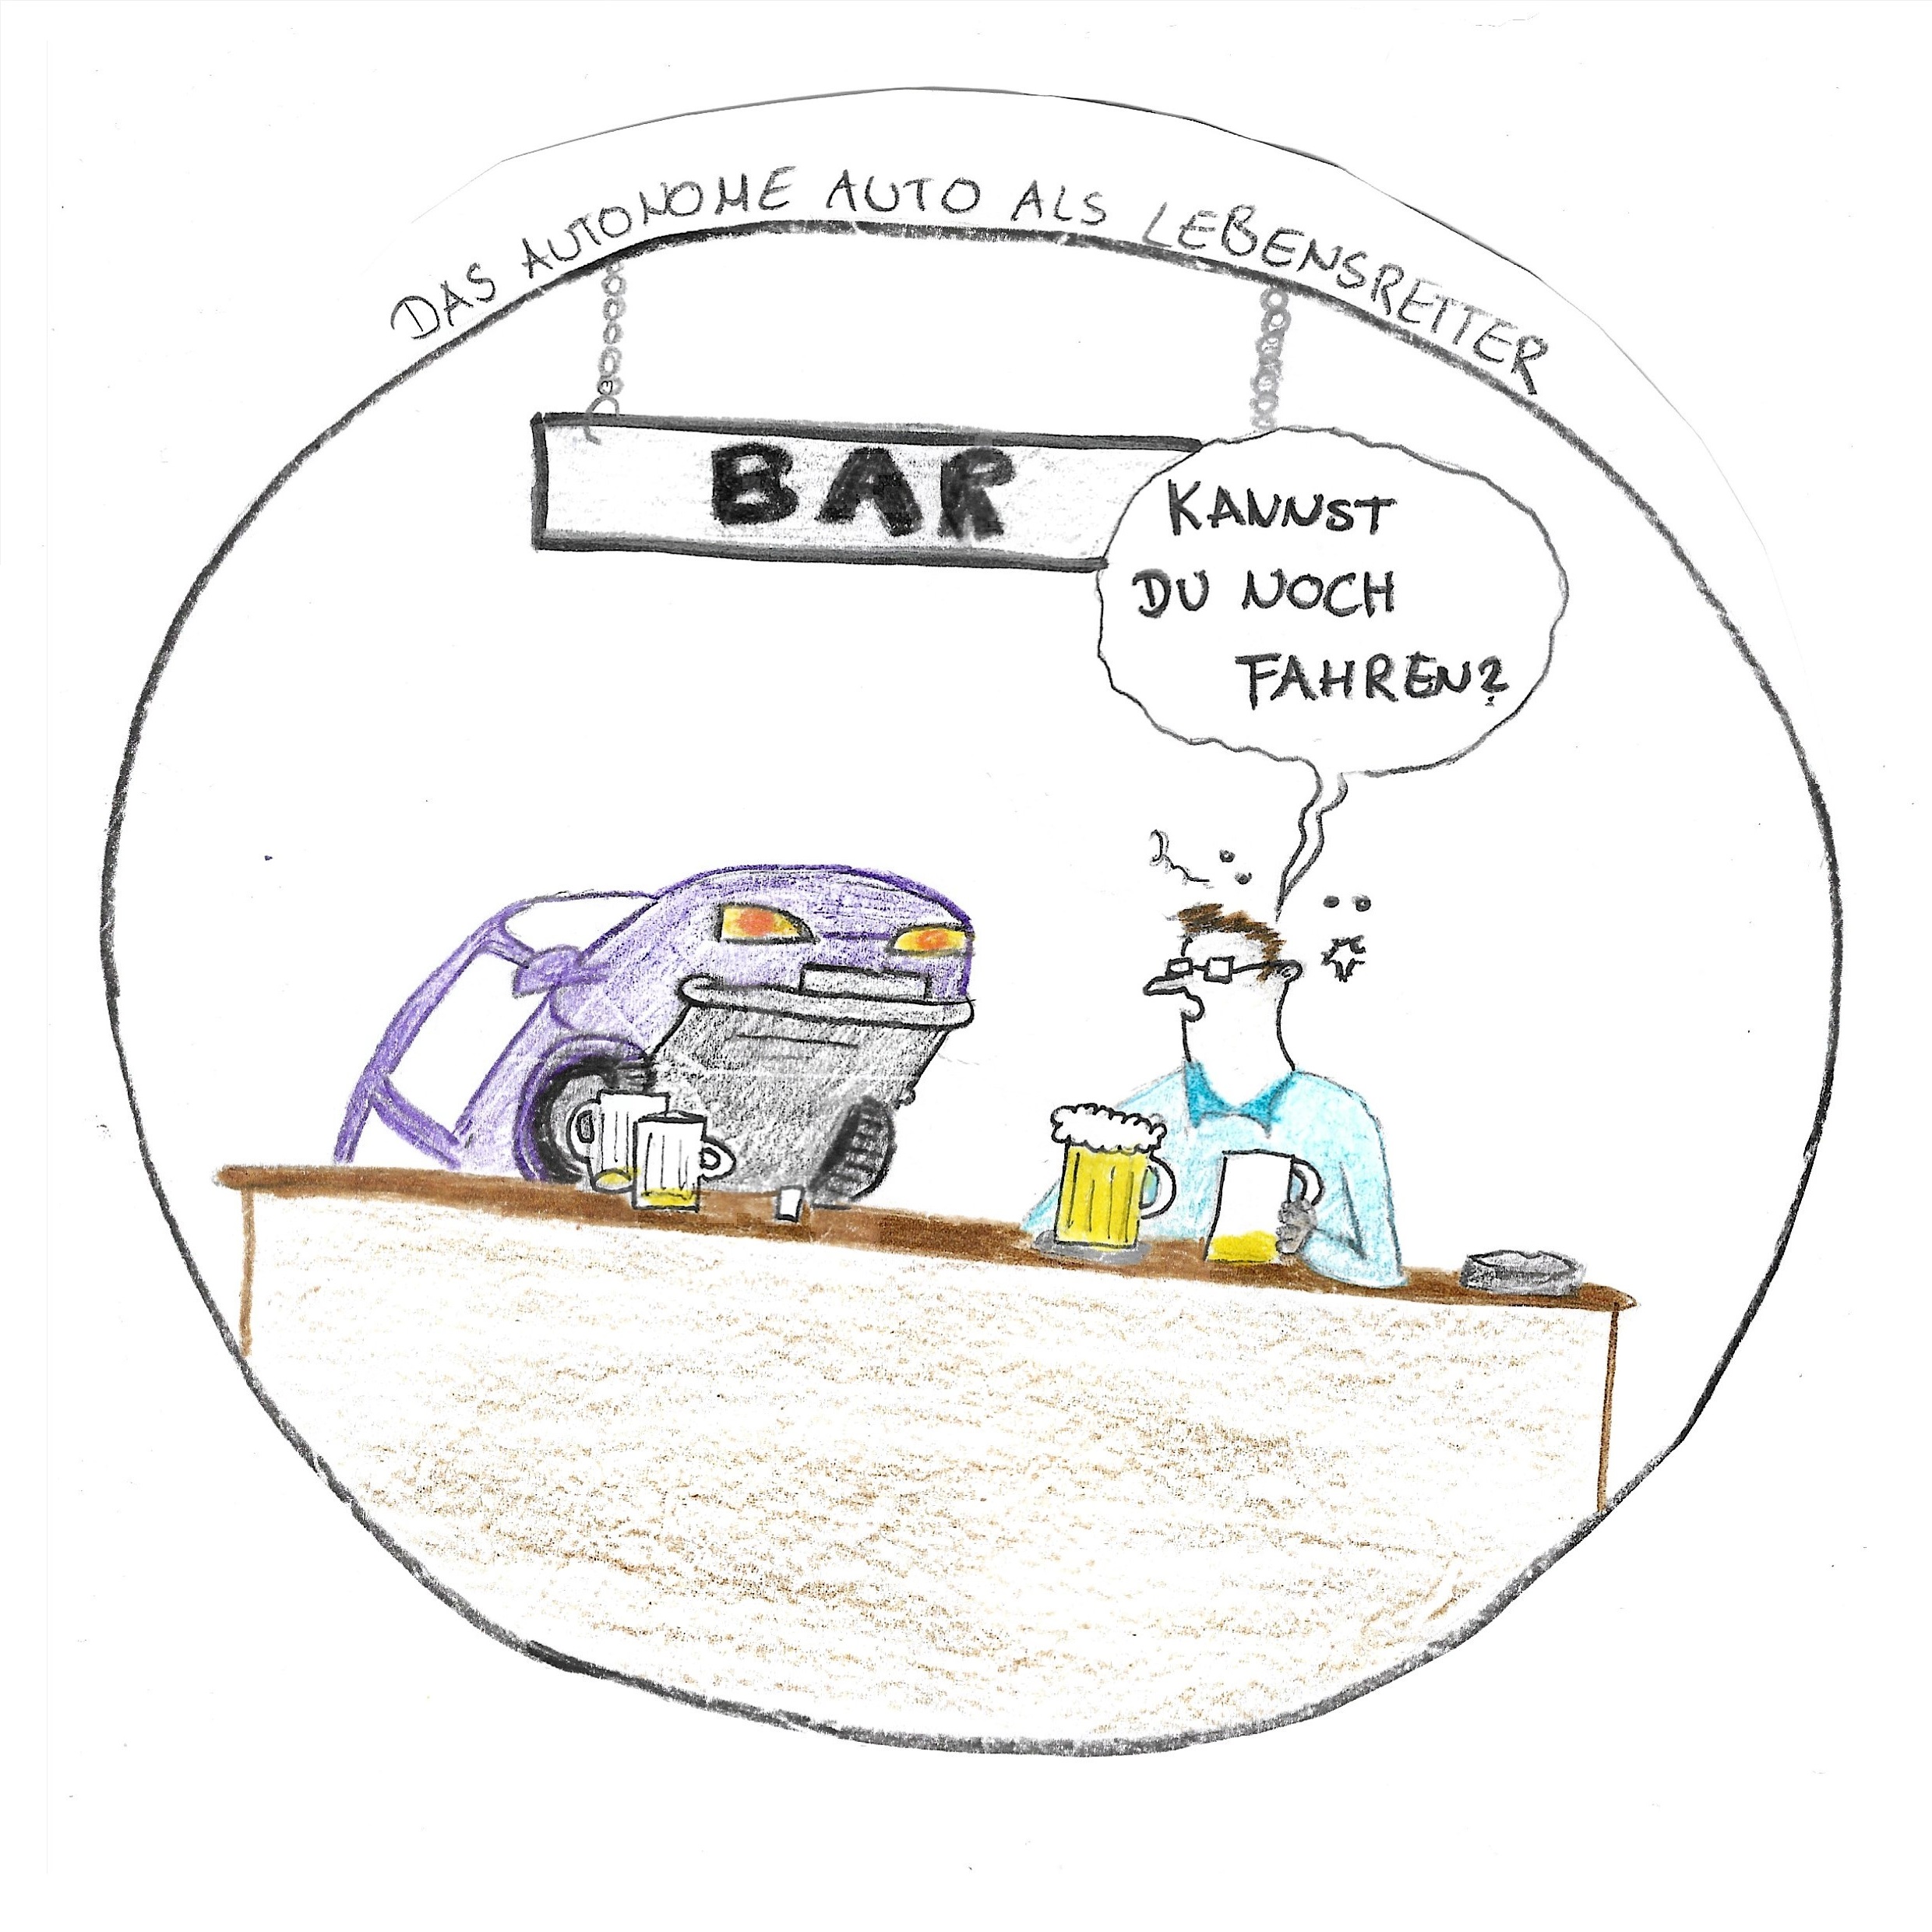 DAS AUTONOME AUTO ALS LEBENSRETTER
BAR
KANNST
DU NOCH
FAHREN?